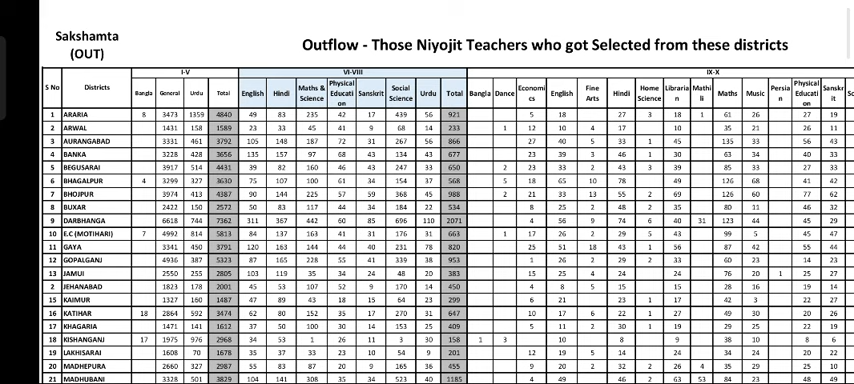 Sakshamta
(OUT)
Outflow - Those Niyojit Teachers who got Selected from these districts
S No Districts I-V VI-VIII IX-X
Bangla General Urdu Total English Hindi Maths & Science Physical Educati on Sanskrit Social Science Urdu Total Bangla Dance Economi cs English Fine Arts Hindi Home Science Libraria n Mathi li Maths Music Persia n Physical Educati on Sanskr it
1 ARARIA 8 3473 1359 4840 49 83 235 42 17 439 56 921 5 18 27 3 18 1 61 26 27 19
2 ARWAL 1431 158 1589 23 33 45 41 9 68 14 233 1 12 10 4 17 10 35 21 26 11
3 AURANGABAD 3331 461 3792 105 148 187 72 31 267 56 866 27 40 5 33 1 45 135 33 56 43
4 BANKA 3228 428 3656 135 157 97 68 43 134 43 677 23 39 3 46 1 30 63 34 40 33
5 BEGUSARAI 3917 514 4431 39 82 160 46 43 247 33 650 2 23 33 2 43 3 39 85 33 27 33
6 BHAGALPUR 4 3299 327 3630 75 107 100 61 34 154 37 568 5 18 65 10 78 49 126 68 41 42
7 BHOJPUR 3974 413 4387 90 144 225 57 59 368 45 988 2 21 33 13 55 2 69 126 60 77 62
8 BUXAR 2422 150 2572 50 83 117 44 34 184 22 534 8 25 2 48 2 35 80 11 46 32
9 DARBHANGA 6618 744 7362 311 367 442 60 85 696 110 2071 4 56 9 74 6 40 31 123 44 45 29
10 E.C (MOTIHARI) 7 4992 814 5813 84 137 163 41 31 176 31 663 1 17 26 2 29 5 43 99 5 45 47
11 GAYA 3341 450 3791 120 163 144 44 40 231 78 820 25 51 18 43 1 56 87 42 55 44
12 GOPALGANJ 4936 387 5323 87 165 228 55 41 339 38 953 1 26 2 29 2 33 60 23 14 23
13 JAMUI 2550 255 2805 103 119 35 34 24 48 20 383 15 25 4 24 24 76 20 1 25 27
2 JEHANABAD 1823 178 2001 45 53 107 52 9 170 14 450 4 8 5 15 15 28 16 19 14
15 KAIMUR 1327 160 1487 47 89 43 18 15 64 23 299 6 21 23 1 17 42 3 22 27
16 KATIHAR 18 2864 592 3474 62 80 152 35 17 270 31 647 10 17 6 22 1 27 49 30 20 26
17 KHAGARIA 1471 141 1612 37 50 100 31 13 153 25 409 5 11 2 30 1 19 29 25 22 19
18 KISHANGANJ 17 1975 976 2968 34 53 1 26 11 3 30 158 1 3 10 8 9 38 10 8 6
19 LAKHISARAI 1608 70 1678 35 37 33 23 10 54 9 201 12 19 5 14 24 34 24 20 22
20 MADHEPURA 2660 327 2987 55 83 87 20 9 165 36 455 9 20 2 32 2 26 4 35 29 25 10
21 MADHUBANI 3328 501 3829 104 141 308 35 34 523 40 1185 4 49 46 2 63 53 84 21 48 49